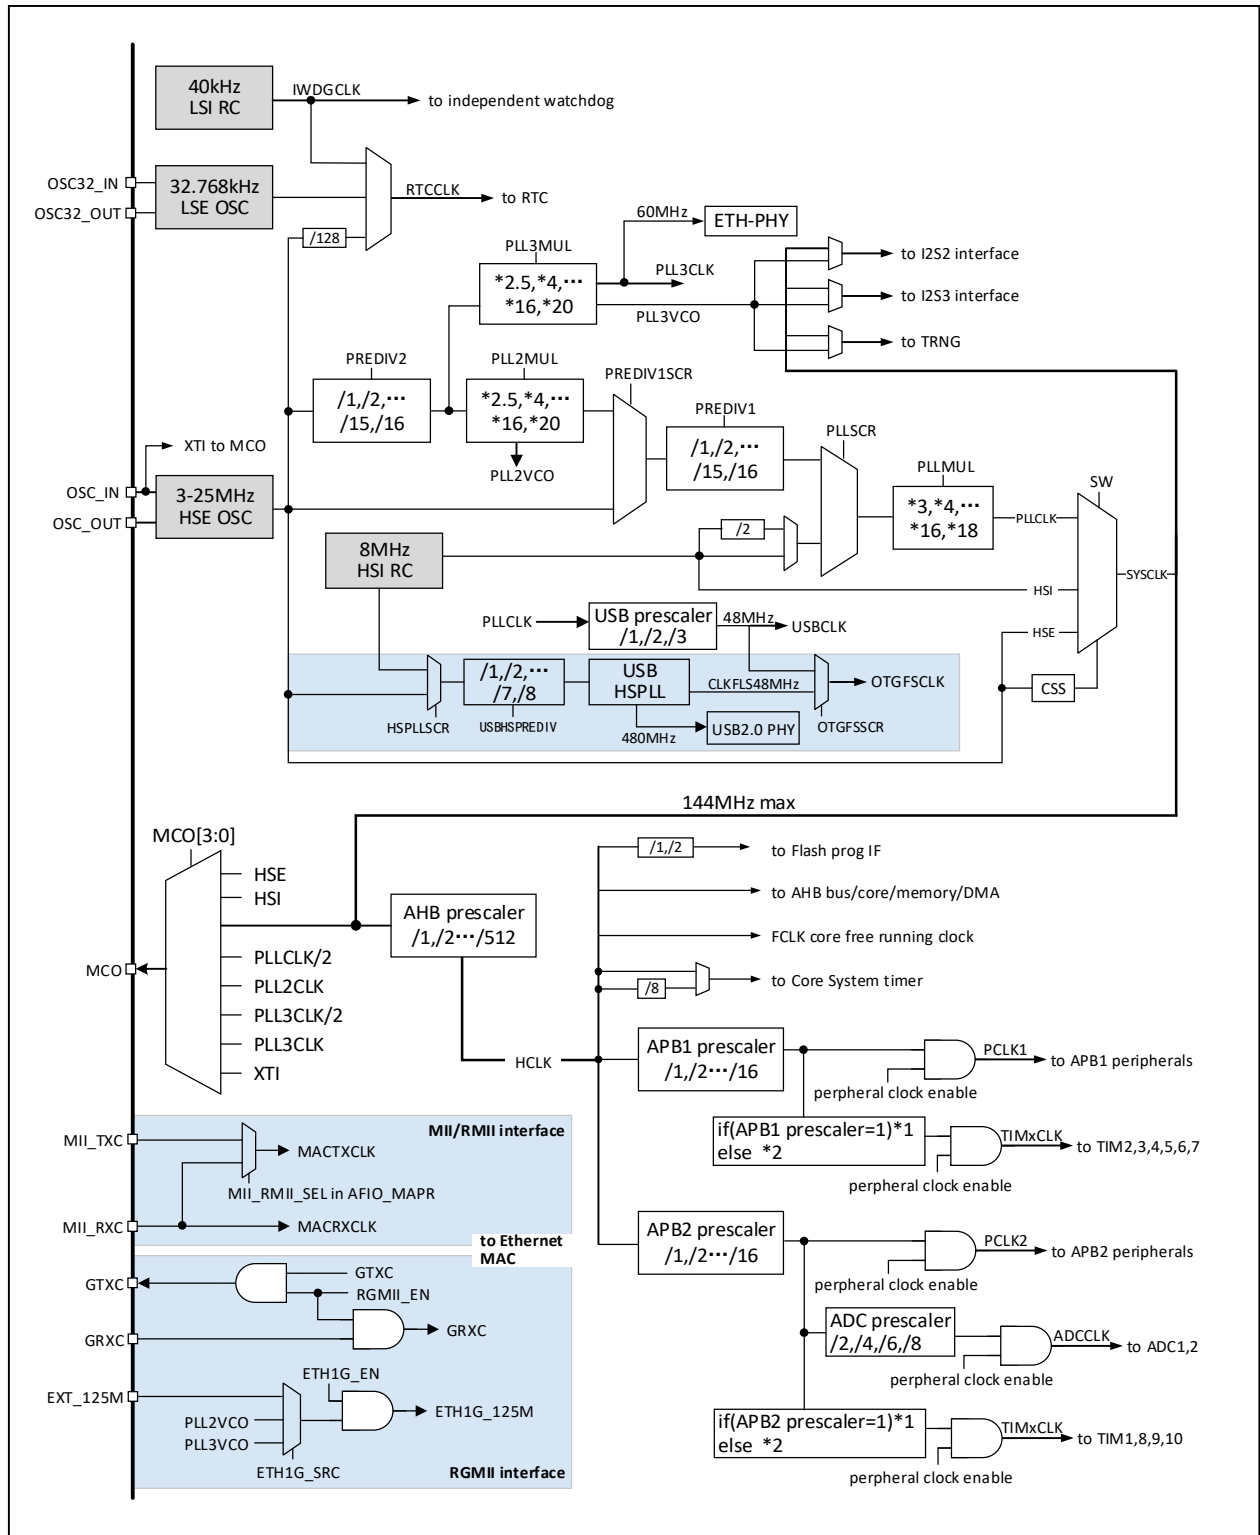 40kHz
LSI RC
IWDGCLK
to independent watchdog
OSC32_IN
OSC32_OUT
32.768kHz
LSE OSC
RTCCLK
to RTC
/128
60MHz
ETH-PHY
PLL3MUL
*2.5,*4,···
*16,*20
PLL3CLK
PLL3VCO
to I2S2 interface
to I2S3 interface
to TRNG
PREDIV2
/1,/2,···
/15,/16
PLL2MUL
*2.5,*4,···
*16,*20
PLL2VCO
PREDIV1SCR
PREDIV1
/1,/2,···
/15,/16
PLLSCR
PLLMUL
*3,*4,···
*16,*18
PLLCLK
SW
XTI to MCO
OSC_IN
OSC_OUT
3-25MHz
HSE OSC
8MHz
HSI RC
/2
HSI
HSE
SYSCLK
CSS
PLLCLK
USB prescaler
/1,/2,/3
48MHz
USBCLK
HSPLLSCR
/1,/2,···
/7,/8
USBHSPREDIV
USB
HSPLL
CLKFLS48MHz
480MHz
USB2.0 PHY
OTGFSSCR
OTGFSCLK
144MHz max
MCO[3:0]
HSE
HSI
PLLCLK/2
PLL2CLK
PLL3CLK/2
PLL3CLK
XTI
MCO
AHB prescaler
/1,/2···/512
HCLK
/1,/2
to Flash prog IF
to AHB bus/core/memory/DMA
FCLK core free running clock
/8
to Core System timer
APB1 prescaler
/1,/2···/16
PCLK1
to APB1 peripherals
perpheral clock enable
if(APB1 prescaler=1)*1
else *2
TIMxCLK
to TIM2,3,4,5,6,7
perpheral clock enable
APB2 prescaler
/1,/2···/16
PCLK2
to APB2 peripherals
perpheral clock enable
ADC prescaler
/2,/4,/6,/8
ADCCLK
to ADC1,2
perpheral clock enable
if(APB2 prescaler=1)*1
else *2
TIMxCLK
to TIM1,8,9,10
perpheral clock enable
MII/RMII interface
MII_TXC
MACTXCLK
MII_RMII_SEL in AFIO_MAPR
MII_RXC
MACRXCLK
to Ethernet
MAC
GTXC
GTXC
RGMII_EN
GRXC
GRXC
ETH1G_EN
EXT_125M
PLL2VCO
PLL3VCO
ETH1G_125M
ETH1G_SRC
RGMII interface